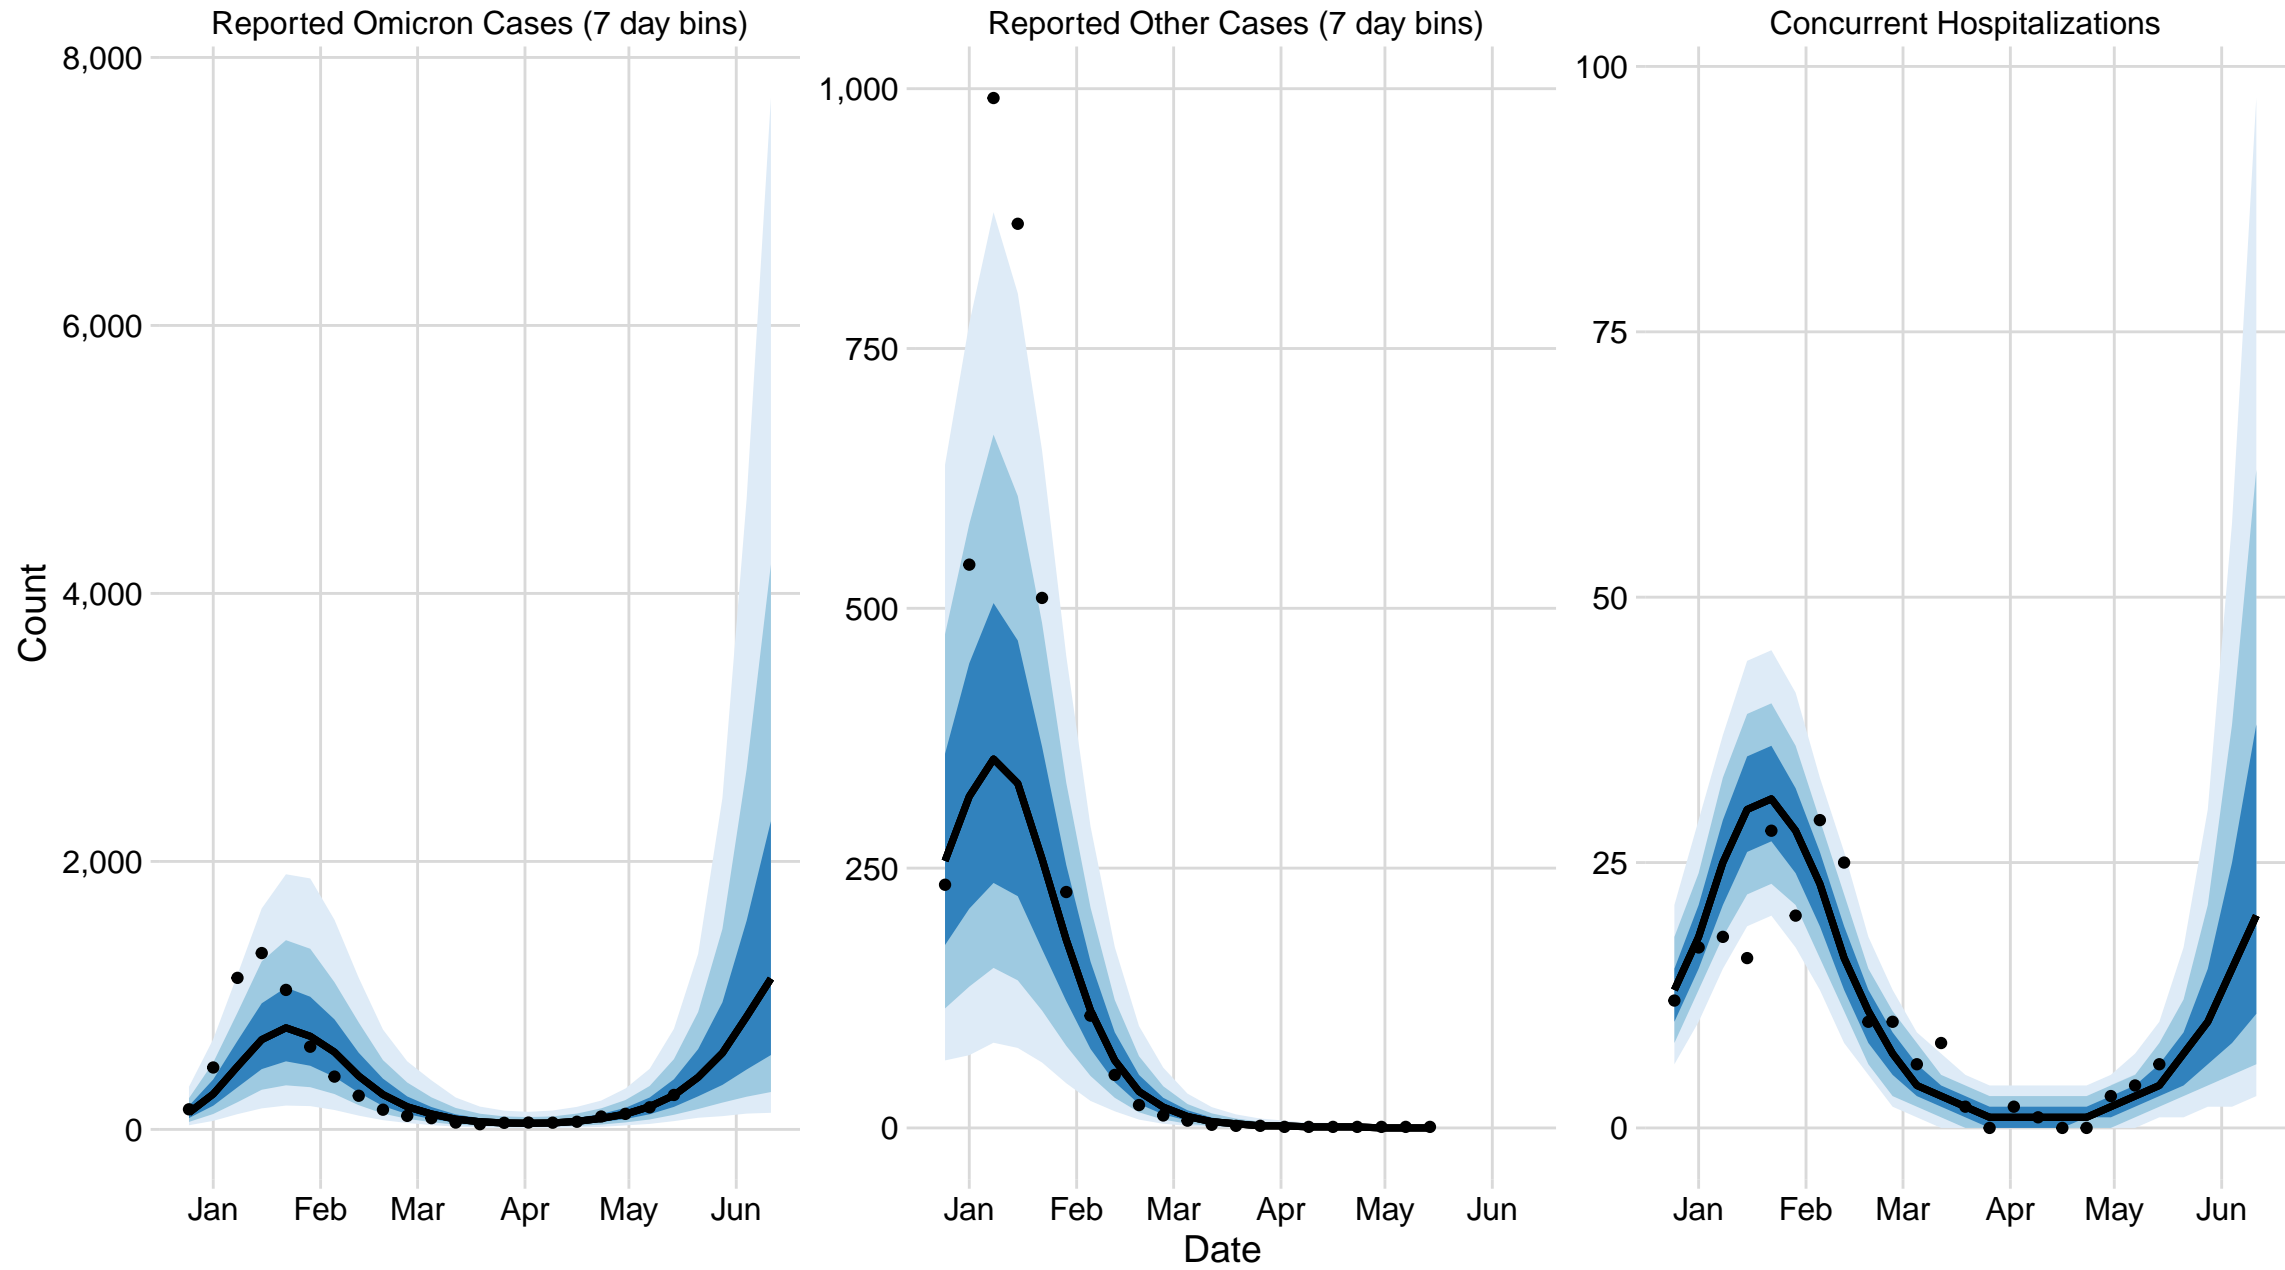 Reported Omicron Cases (7 day bins)
Reported Other Cases (7 day bins)
Concurrent Hospitalizations
Count
8,000
6,000
4,000
2,000
0
1,000
750
500
250
0
100
75
50
25
0
Jan Feb Mar Apr May Jun
Jan Feb Mar Apr May Jun
Jan Feb Mar Apr May Jun
Date